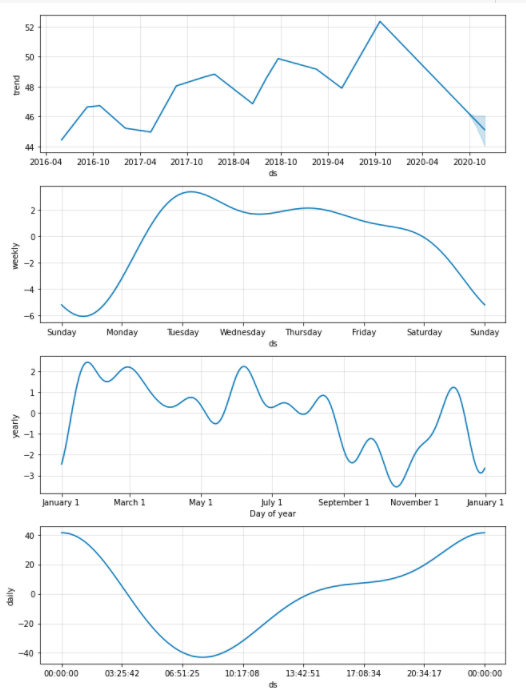 52
50
48
46
44
trend
2016-04 2016-10 2017-04 2017-10 2018-04 2018-10 2019-04 2019-10 2020-04 2020-10
ds
2
0
−2
−4
−6
weekly
Sunday Monday Tuesday Wednesday Thursday Friday Saturday Sunday
ds
2
1
0
−1
−2
−3
yearly
January 1 March 1 May 1 July 1 September 1 November 1 January 1
Day of year
40
20
0
−20
−40
daily
00:00:00 03:25:42 06:51:25 10:17:08 13:42:51 17:08:34 20:34:17 00:00:00
ds